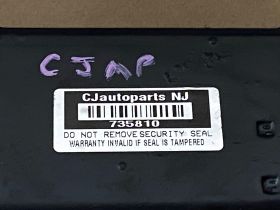 CJAP
CJautoparts NJ
735810
DO NOT REMOVE SECURITY SEAL
WARRANTY INVALID IF SEAL IS TAMPERED